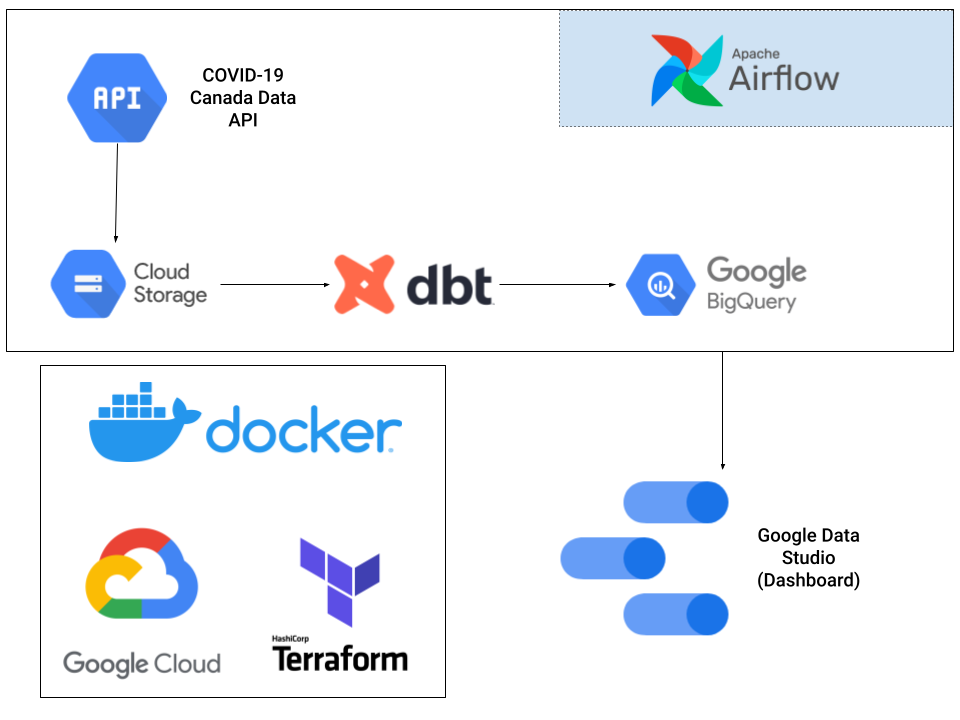 API
COVID-19
Canada Data
API
Apache
Airflow
Cloud
Storage
dbt
Google
BigQuery
docker
Google Cloud
HashiCorp
Terraform
Google Data
Studio
(Dashboard)